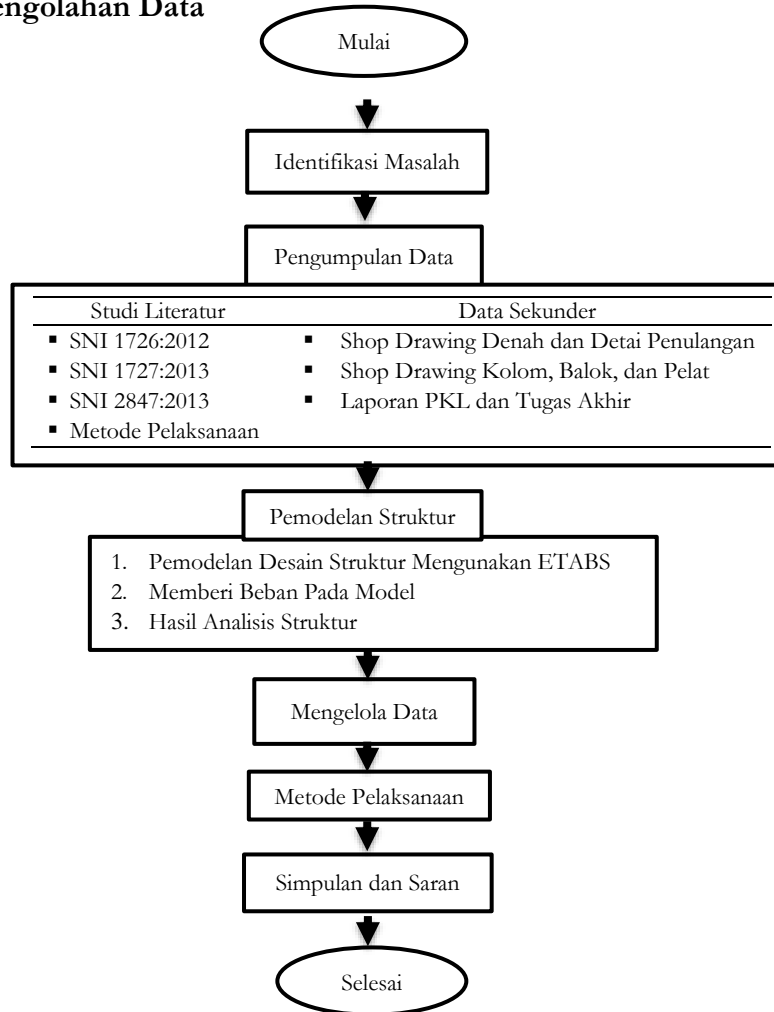 engolahan Data
Mulai
Identifikasi Masalah
Pengumpulan Data
Studi Literatur
▪ SNI 1726:2012
▪ SNI 1727:2013
▪ SNI 2847:2013
▪ Metode Pelaksanaan
Data Sekunder
▪ Shop Drawing Denah dan Detai Penulangan
▪ Shop Drawing Kolom, Balok, dan Pelat
▪ Laporan PKL dan Tugas Akhir
Pemodelan Struktur
1. Pemodelan Desain Struktur Mengunakan ETABS
2. Memberi Beban Pada Model
3. Hasil Analisis Struktur
Mengelola Data
Metode Pelaksanaan
Simpulan dan Saran
Selesai